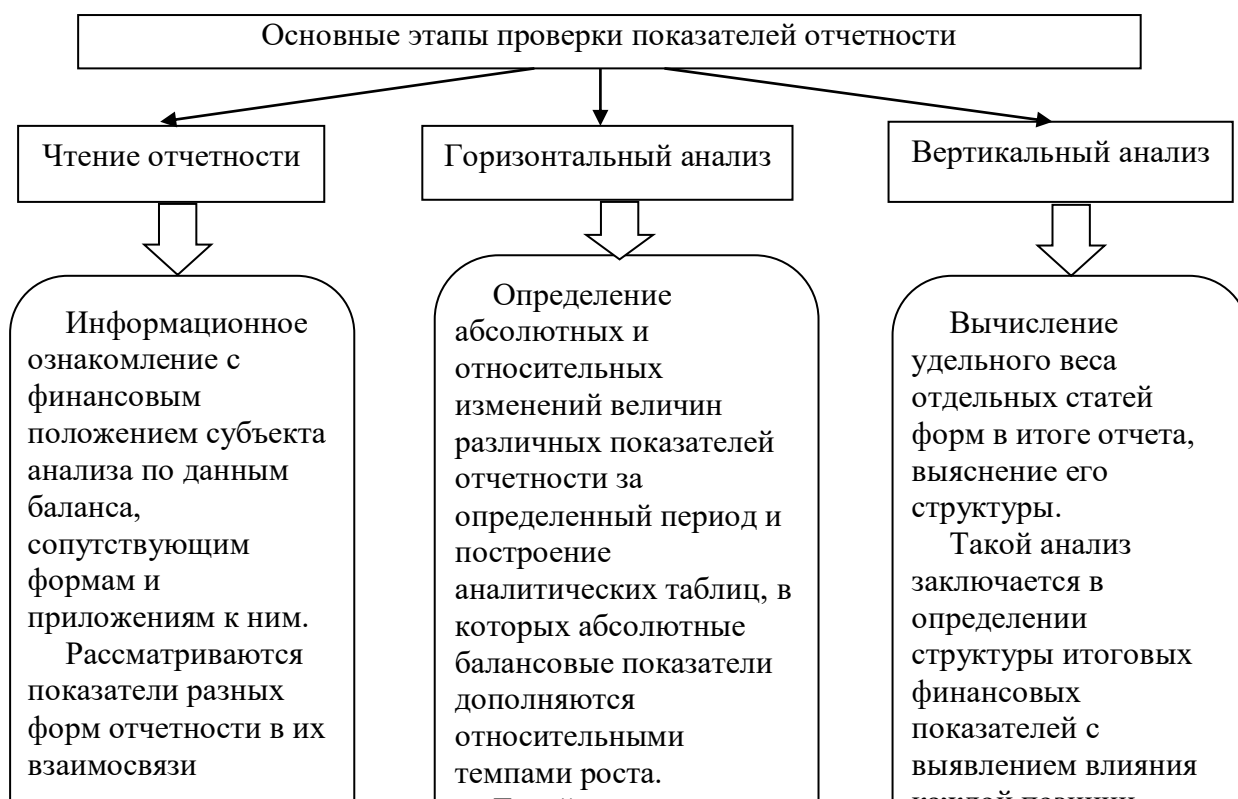 Основные этапы проверки показателей отчетности
Чтение отчетности
Горизонтальный анализ
Вертикальный анализ
Информационное
ознакомление с
финансовым
положением субъекта
анализа по данным
баланса,
сопутствующим
формам и
приложениям к ним.
Рассматриваются
показатели разных
форм отчетности в их
взаимосвязи
Определение
абсолютных и
относительных
изменений величин
различных показателей
отчетности за
определенный период и
построение
аналитических таблиц, в
которых абсолютные
балансовые показатели
дополняются
относительными
темпами роста.
Вычисление
удельного веса
отдельных статей
форм в итоге отчета,
выяснение его
структуры.
Такой анализ
заключается в
определении
структуры итоговых
финансовых
показателей с
выявлением влияния
каждой позиции